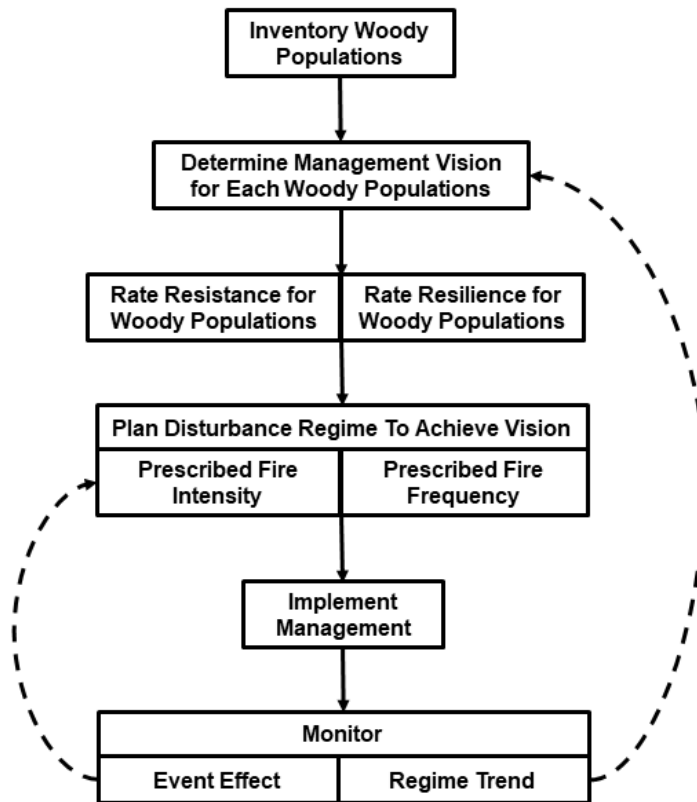 Inventory Woody
Populations
Determine Management Vision
for Each Woody Populations
Rate Resistance for
Woody Populations
Rate Resilience for
Woody Populations
Plan Disturbance Regime To Achieve Vision
Prescribed Fire
Intensity
Prescribed Fire
Frequency
Implement
Management
Monitor
Event Effect
Regime Trend